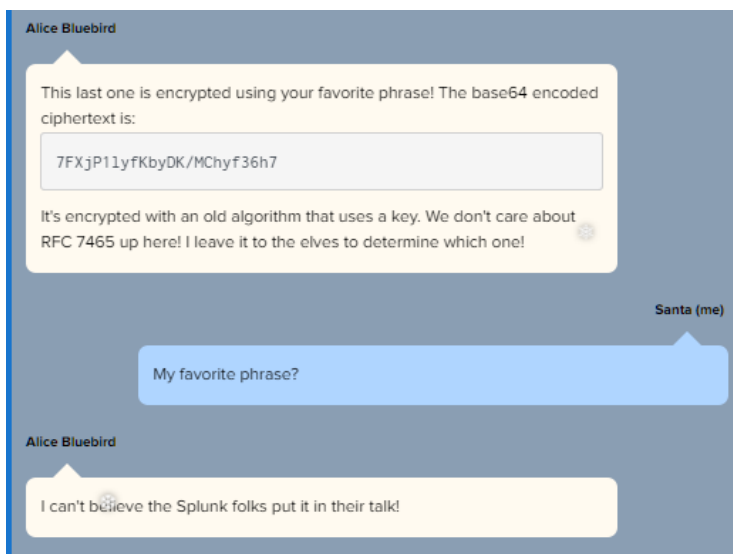 Alice Bluebird
This last one is encrypted using your favorite phrase! The base64 encoded
ciphertext is:
7FXjP1lyfKbyDK/MChyf36h7
It's encrypted with an old algorithm that uses a key. We don't care about
RFC 7465 up here! I leave it to the elves to determine which one!
Santa (me)
My favorite phrase?
Alice Bluebird
I can't believe the Splunk folks put it in their talk!